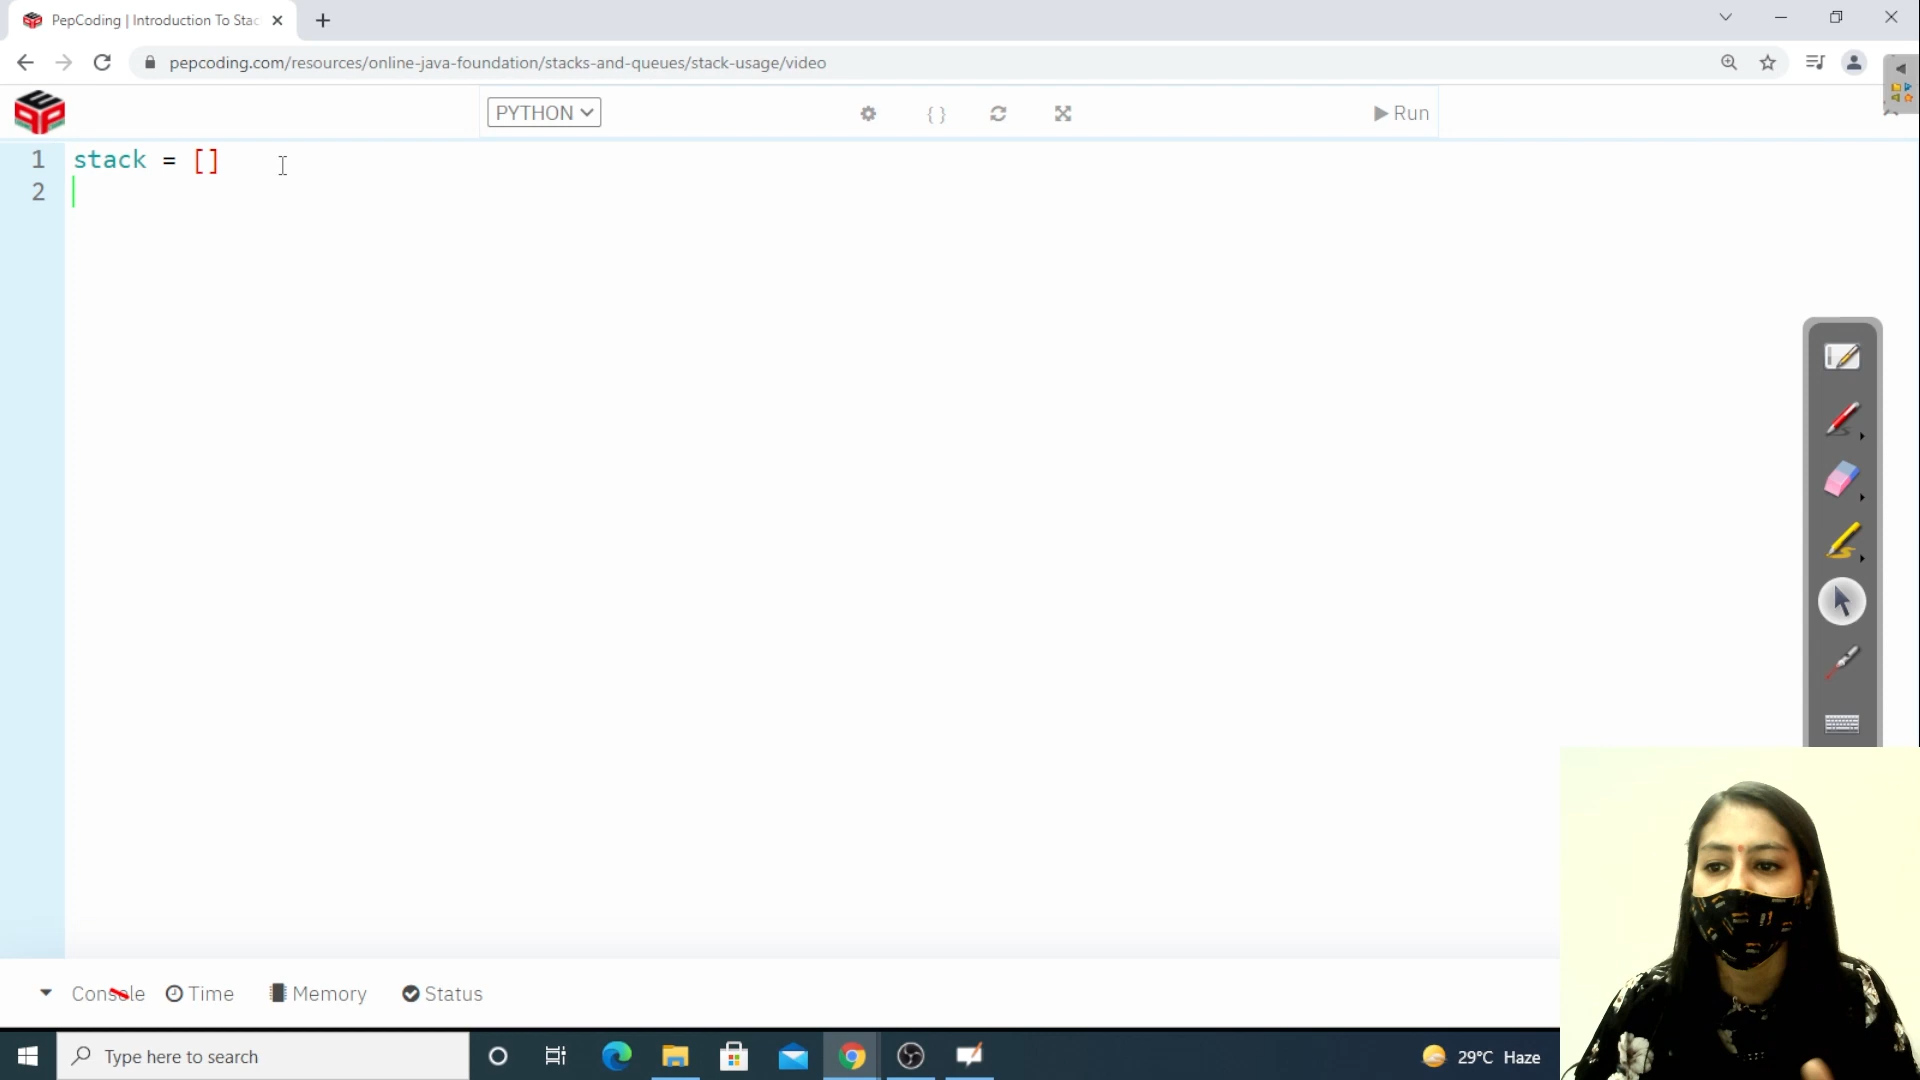 PepCoding | Introduction To Stac
pepcoding.com/resources/online-java-foundation/stacks-and-queues/stack-usage/video
PYTHON
{ }
Run
1 stack = []
2
Console Time Memory Status
Type here to search
29°C Haze